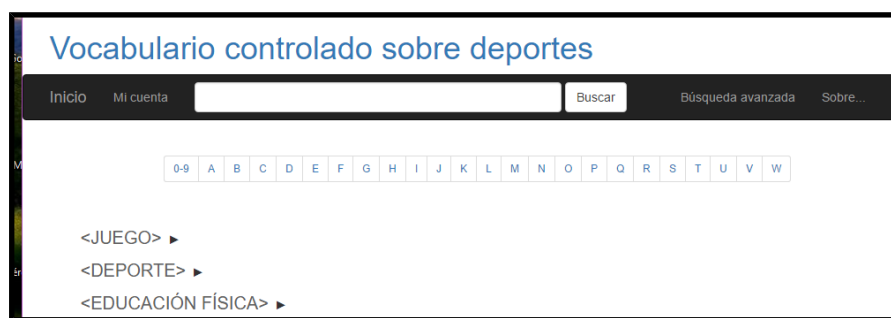 Vocabulario controlado sobre deportes
Inicio Mi cuenta Buscar Búsqueda avanzada Sobre...
0-9 A B C D E F G H I J K L M N O P Q R S T U V W
<JUEGO> ►
<DEPORTE> ►
<EDUCACIÓN FÍSICA> ►